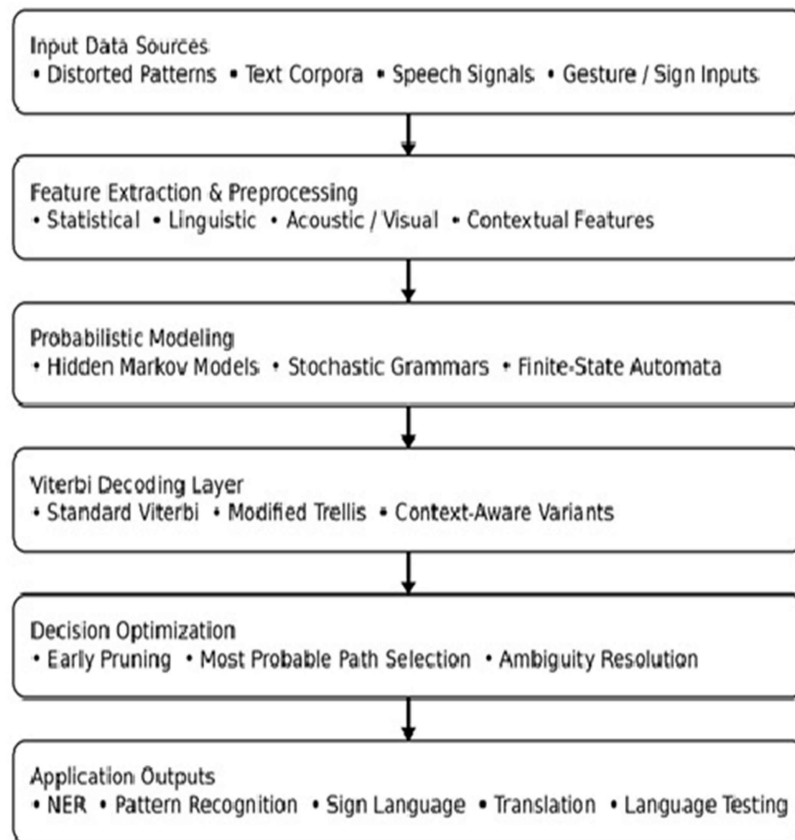 Input Data Sources
• Distorted Patterns • Text Corpora • Speech Signals • Gesture / Sign Inputs
Feature Extraction & Preprocessing
• Statistical • Linguistic • Acoustic / Visual • Contextual Features
Probabilistic Modeling
• Hidden Markov Models • Stochastic Grammars • Finite-State Automata
Viterbi Decoding Layer
• Standard Viterbi • Modified Trellis • Context-Aware Variants
Decision Optimization
• Early Pruning • Most Probable Path Selection • Ambiguity Resolution
Application Outputs
• NER • Pattern Recognition • Sign Language • Translation • Language Testing